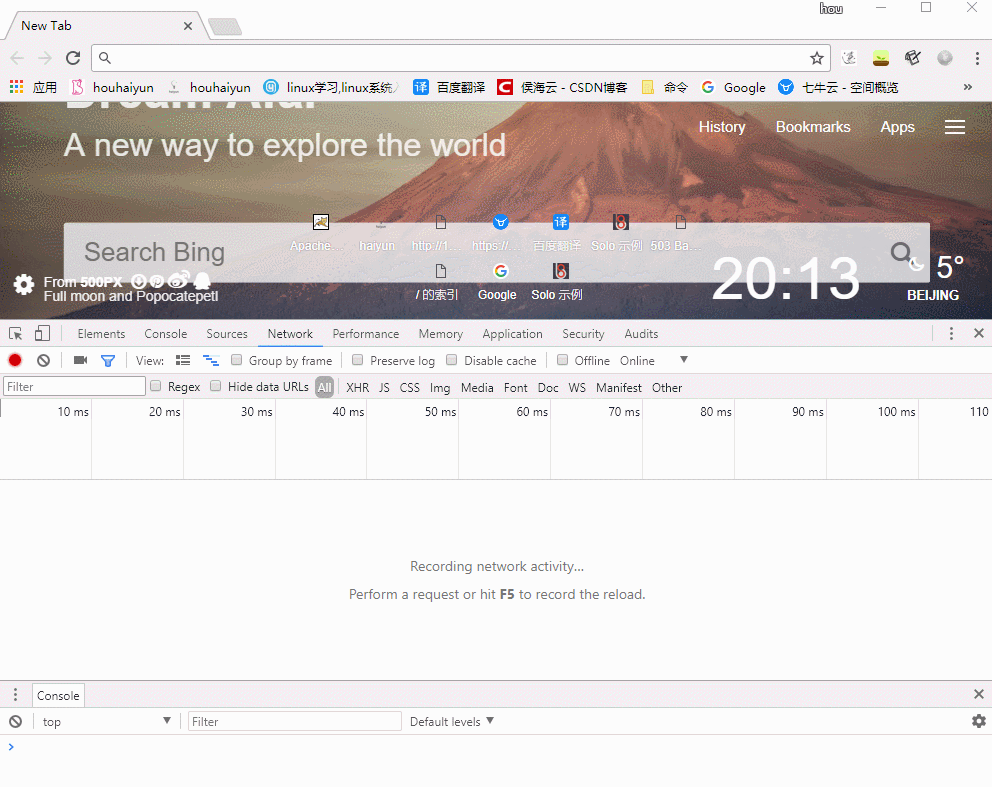 hou
New Tab
应用 houhaiyun houhaiyun linux学习,linux系统 百度翻译 侯海云 - CSDN博客 命令 Google 七牛云 - 空间概览 »
History Bookmarks Apps
A new way to explore the world
Search Bing
Apache... haiyun http://1... https://... 百度翻译 Solo 示例 503 Ba...
/ 的索引 Google Solo 示例
From 500PX
Full moon and Popocatepetl
20:13
5°
BEIJING
Elements Console Sources Network Performance Memory Application Security Audits
View: Group by frame Preserve log Disable cache Offline Online
Filter Regex Hide data URLs All XHR JS CSS Img Media Font Doc WS Manifest Other
10 ms 20 ms 30 ms 40 ms 50 ms 60 ms 70 ms 80 ms 90 ms 100 ms 110
Recording network activity...
Perform a request or hit F5 to record the reload.
Console
top Filter Default levels